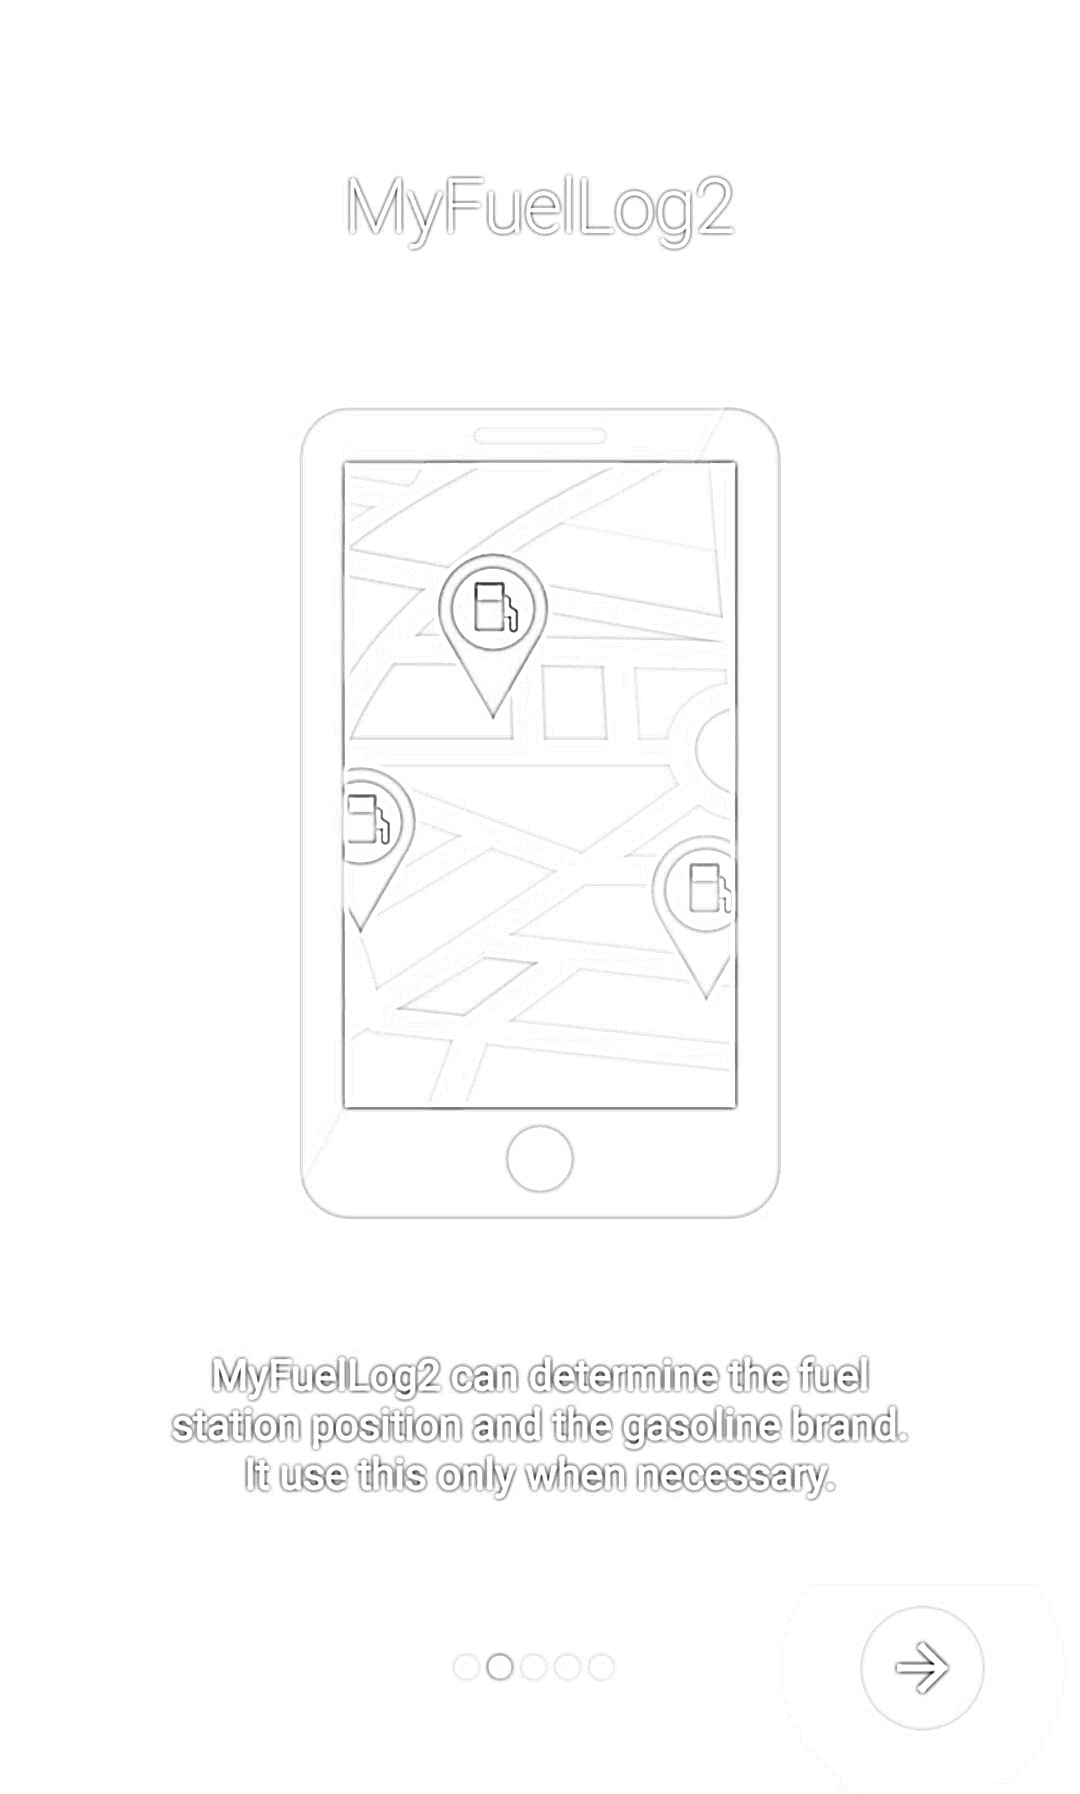 MyFuelLog2
MyFuelLog2 can determine the fuel
station position and the gasoline brand.
It use this only when necessary.